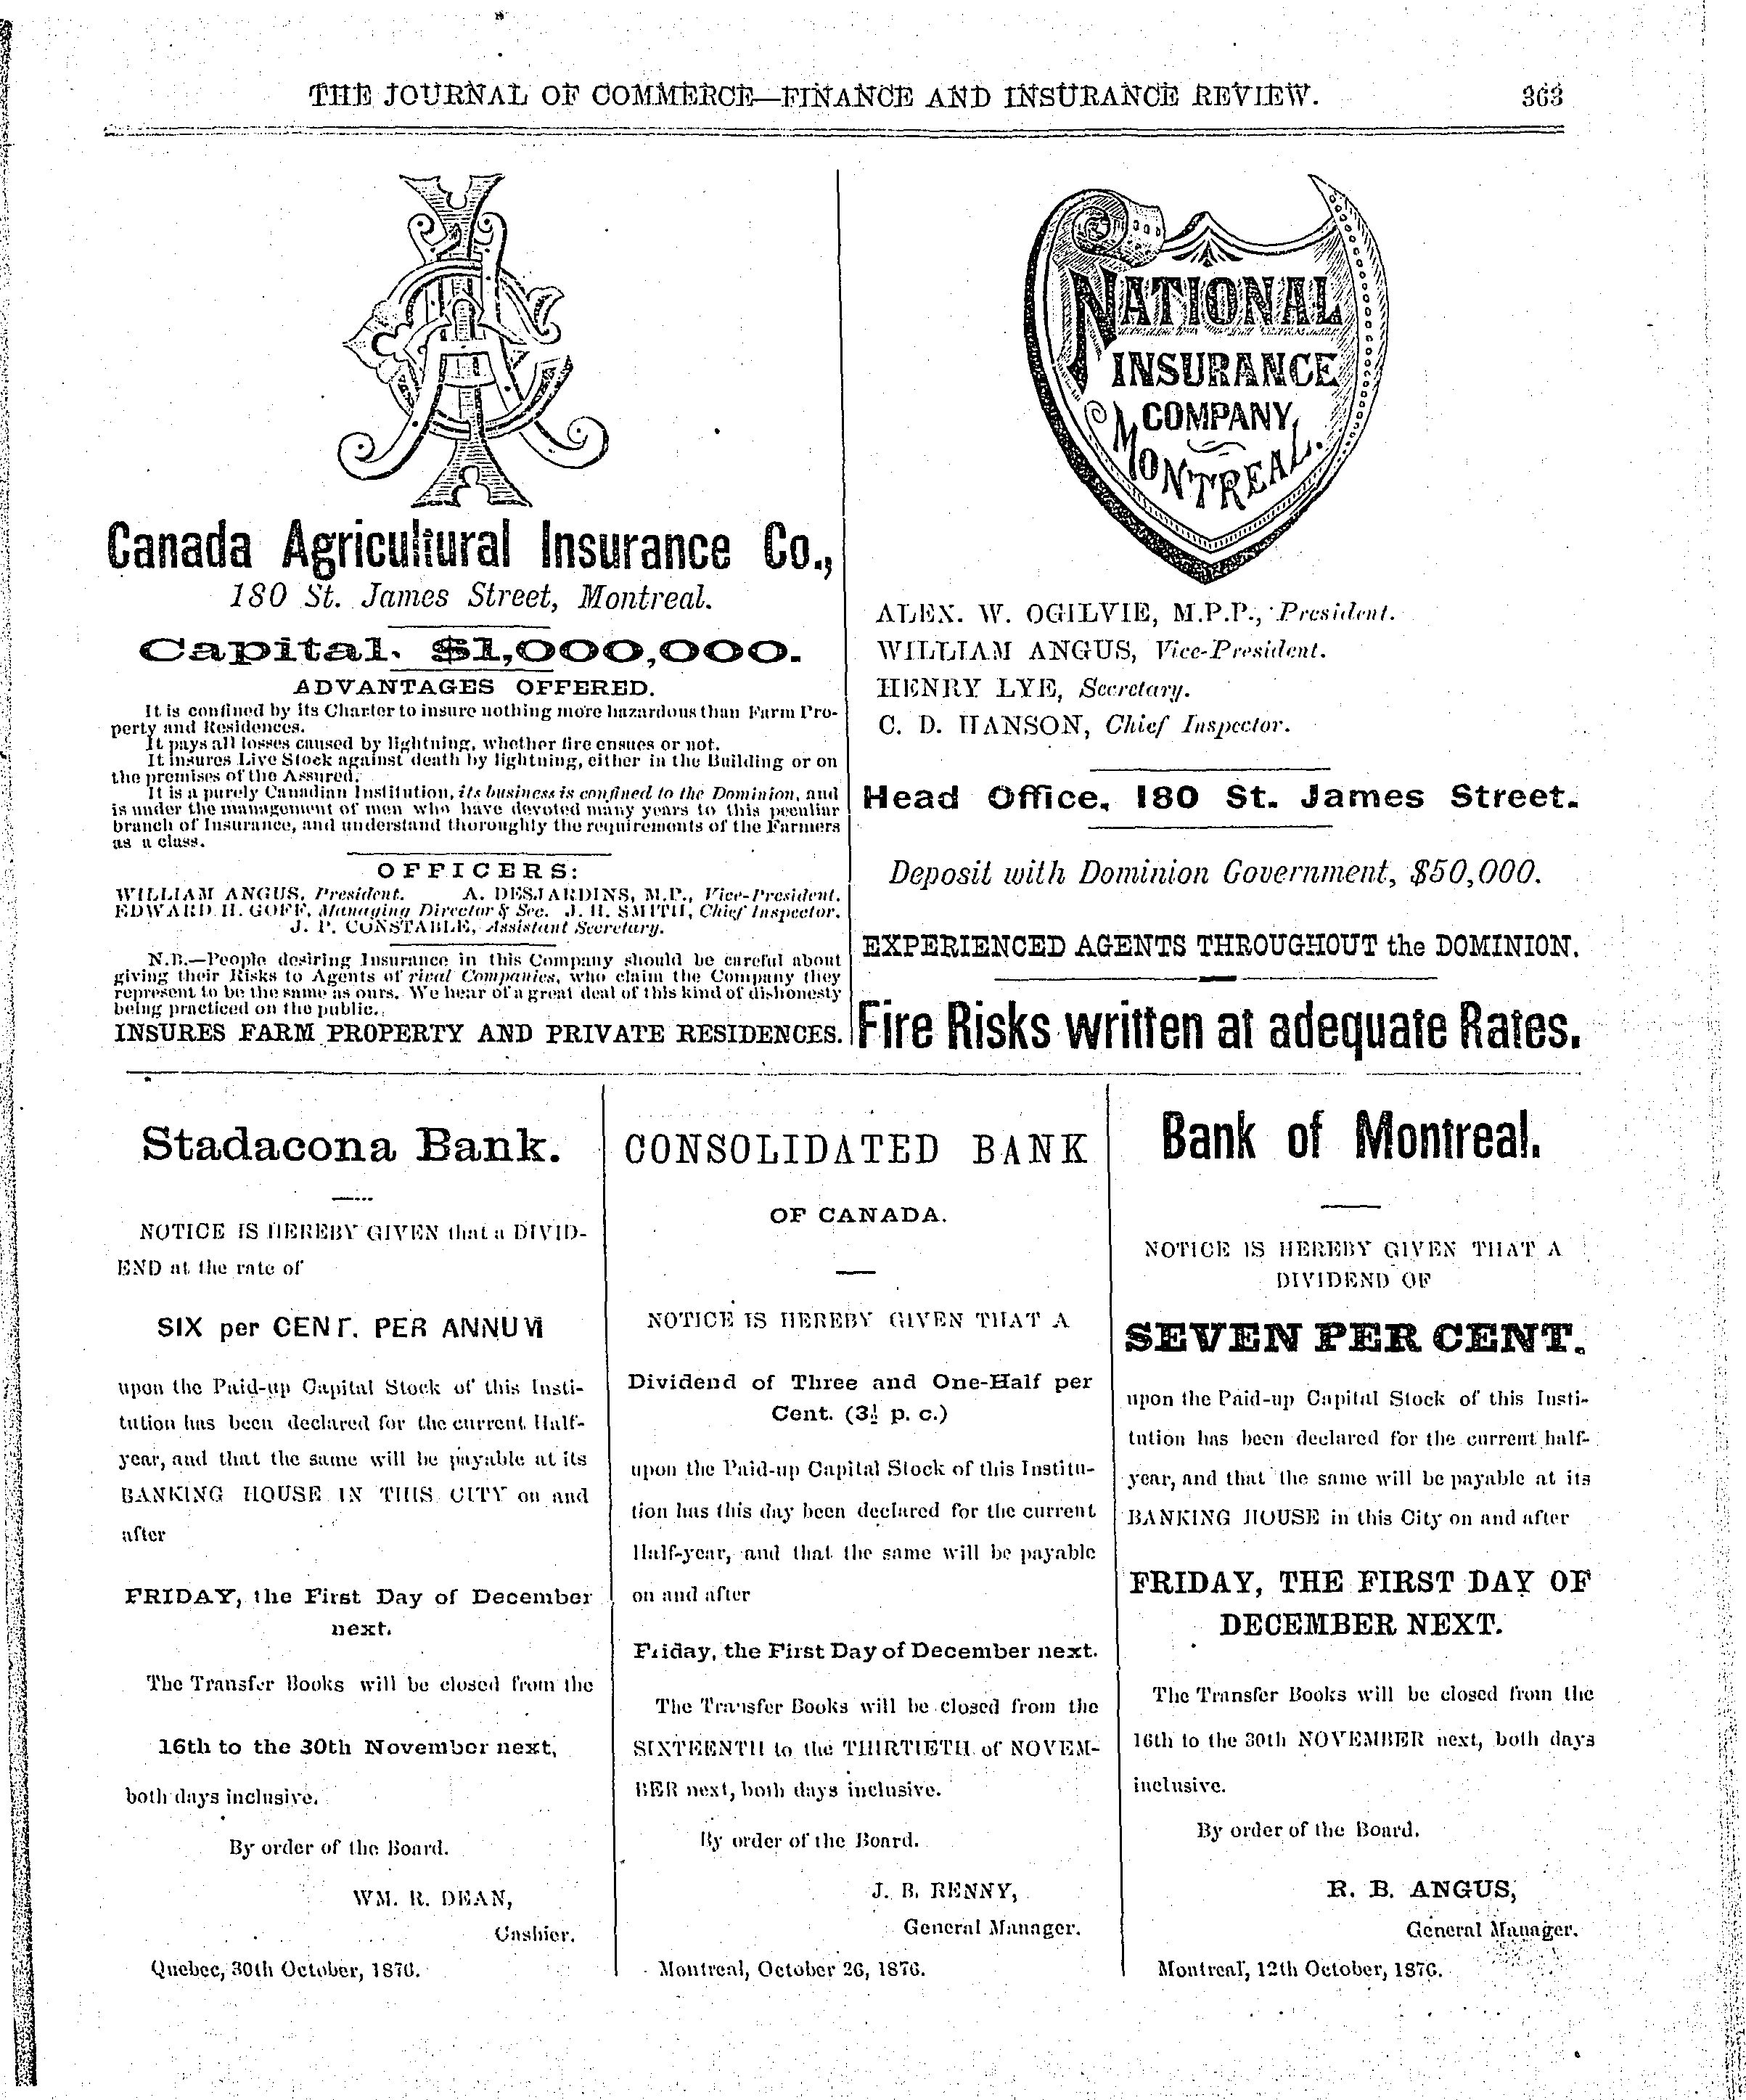 THE JOURNAL OF COMMERCE—FINANCE AND INSURANCE REVIEW. 363
Canada Agricultural Insurance Co.,
180 St. James Street, Montreal.
Capital, $1,000,000.
ADVANTAGES OFFERED.
It is confined by its Charter to insure nothing more hazardous than Farm Pro-
perty and Residences.
It pays all losses caused by lightning, whether fire ensues or not.
It insures Live Stock against death by lightning, either in the Building or on
the premises of the Assured.
It is a purely Canadian Institution, its business is confined to the Dominion, and
is under the management of men who have devoted many years to this peculiar
branch of Insurance, and understand thoroughly the requirements of the Farmers
as a class.
OFFICERS:
WILLIAM ANGUS, President. A. DESJARDINS, M.P., Vice-President.
EDWARD H. GOFF, Managing Director & Sec. J. H. SMITH, Chief Inspector.
J. P. CONSTABLE, Assistant Secretary.
N.B.—People desiring Insurance in this Company should be careful about
giving their Risks to Agents of rival Companies, who claim the Company they
represent to be the same as ours. We hear of a great deal of this kind of dishonesty
being practiced on the public.
INSURES FARM PROPERTY AND PRIVATE RESIDENCES.
NATIONAL
INSURANCE
COMPANY,
MONTREAL.
ALEX. W. OGILVIE, M.P.P., President.
WILLIAM ANGUS, Vice-President.
HENRY LYE, Secretary.
C. D. HANSON, Chief Inspector.
Head Office, 180 St. James Street.
Deposit with Dominion Government, $50,000.
EXPERIENCED AGENTS THROUGHOUT the DOMINION.
Fire Risks written at adequate Rates.
Stadacona Bank.
NOTICE IS HEREBY GIVEN that a DIVID-
END at the rate of
SIX per CENT. PER ANNUM
upon the Paid-up Capital Stock of this Insti-
tution has been declared for the current Half-
year, and that the same will be payable at its
BANKING HOUSE IN THIS CITY on and
after
FRIDAY, the First Day of December
next.
The Transfer Books will be closed from the
16th to the 30th November next,
both days inclusive.
By order of the Board.
WM. R. DEAN,
Cashier.
Quebec, 30th October, 1876.
CONSOLIDATED BANK
OF CANADA.
NOTICE IS HEREBY GIVEN THAT A
Dividend of Three and One-Half per
Cent. (3½ p. c.)
upon the Paid-up Capital Stock of this Institu-
tion has this day been declared for the current
Half-year, and that the same will be payable
on and after
Friday, the First Day of December next.
The Transfer Books will be closed from the
SIXTEENTH to the THIRTIETH of NOVEM-
BER next, both days inclusive.
By order of the Board.
J. B. RENNY,
General Manager.
Montreal, October 26, 1876.
Bank of Montreal.
NOTICE IS HEREBY GIVEN THAT A
DIVIDEND OF
SEVEN PER CENT.
upon the Paid-up Capital Stock of this Insti-
tution has been declared for the current half-
year, and that the same will be payable at its
BANKING HOUSE in this City on and after
FRIDAY, THE FIRST DAY OF
DECEMBER NEXT.
The Transfer Books will be closed from the
16th to the 30th NOVEMBER next, both days
inclusive.
By order of the Board.
R. B. ANGUS,
General Manager.
Montreal, 12th October, 1876.